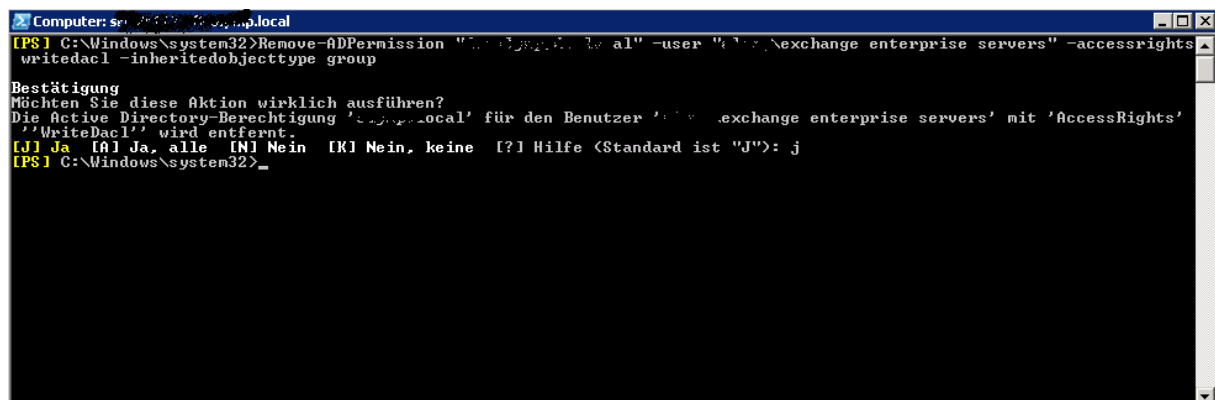 Computer: .local
[PS] C:\Windows\system32>Remove-ADPermission " al" -user " \exchange enterprise servers" -accessrights
writedacl -inheritedobjecttype group
Bestätigung
Möchten Sie diese Aktion wirklich ausführen?
Die Active Directory-Berechtigung ' local' für den Benutzer ' exchange enterprise servers' mit 'AccessRights'
''WriteDacl'' wird entfernt.
[J] Ja [A] Ja, alle [N] Nein [K] Nein, keine [?] Hilfe (Standard ist "J"): j
[PS] C:\Windows\system32>_